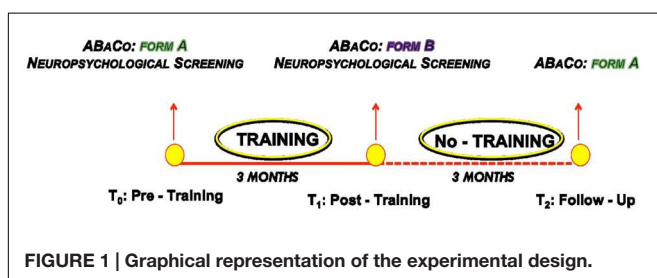 ABaCo: FORM A
NEUROPSYCHOLOGICAL SCREENING
ABaCo: FORM B
NEUROPSYCHOLOGICAL SCREENING
ABaCo: FORM A
TRAINING
No - TRAINING
3 MONTHS
3 MONTHS
T0: Pre - Training
T1: Post - Training
T2: Follow - Up
FIGURE 1 | Graphical representation of the experimental design.